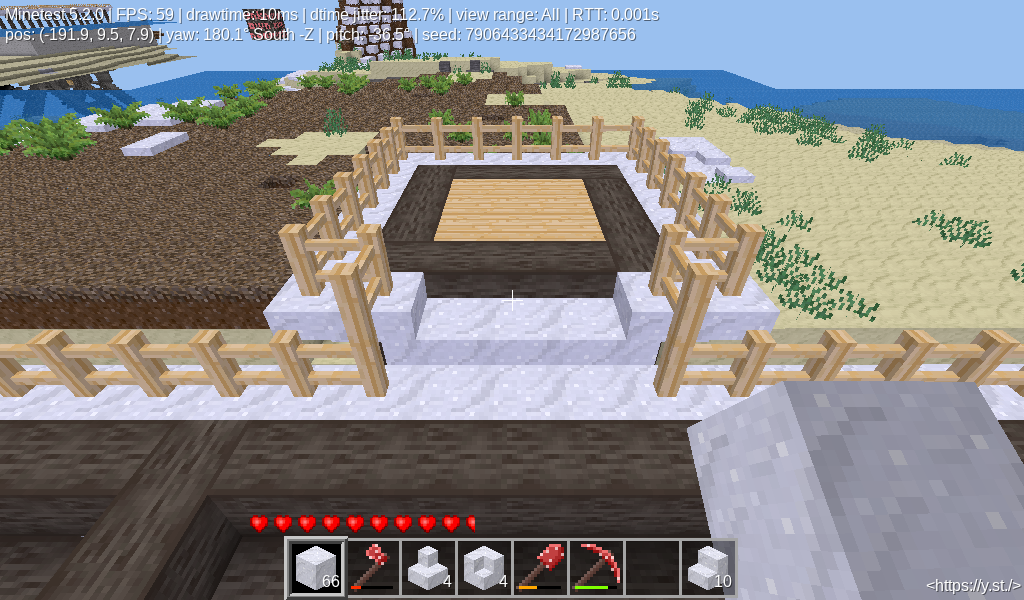 Minetest 5.2.0 | FPS: 59 | drawtime: 10ms | dtime jitter: 112.7% | view range: All | RTT: 0.001s
pos: (-191.9, 9.5, 7.9) | yaw: 180.1° South -Z | pitch: -36.5° | seed: 7906433434172987656
66
4
4
10
<https://y.st./>